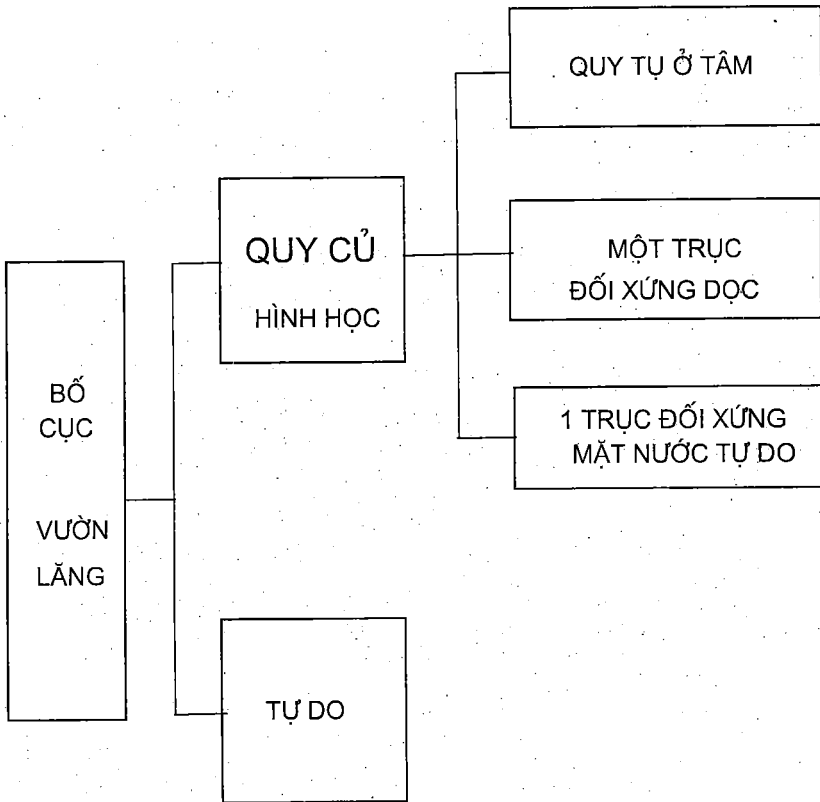 BỐ
CỤC
VƯỜN
LĂNG
QUY CỦ
HÌNH HỌC
TỰ DO
QUY TỤ Ở TÂM
MỘT TRỤC
ĐỐI XỨNG DỌC
1 TRỤC ĐỐI XỨNG
MẶT NƯỚC TỰ DO